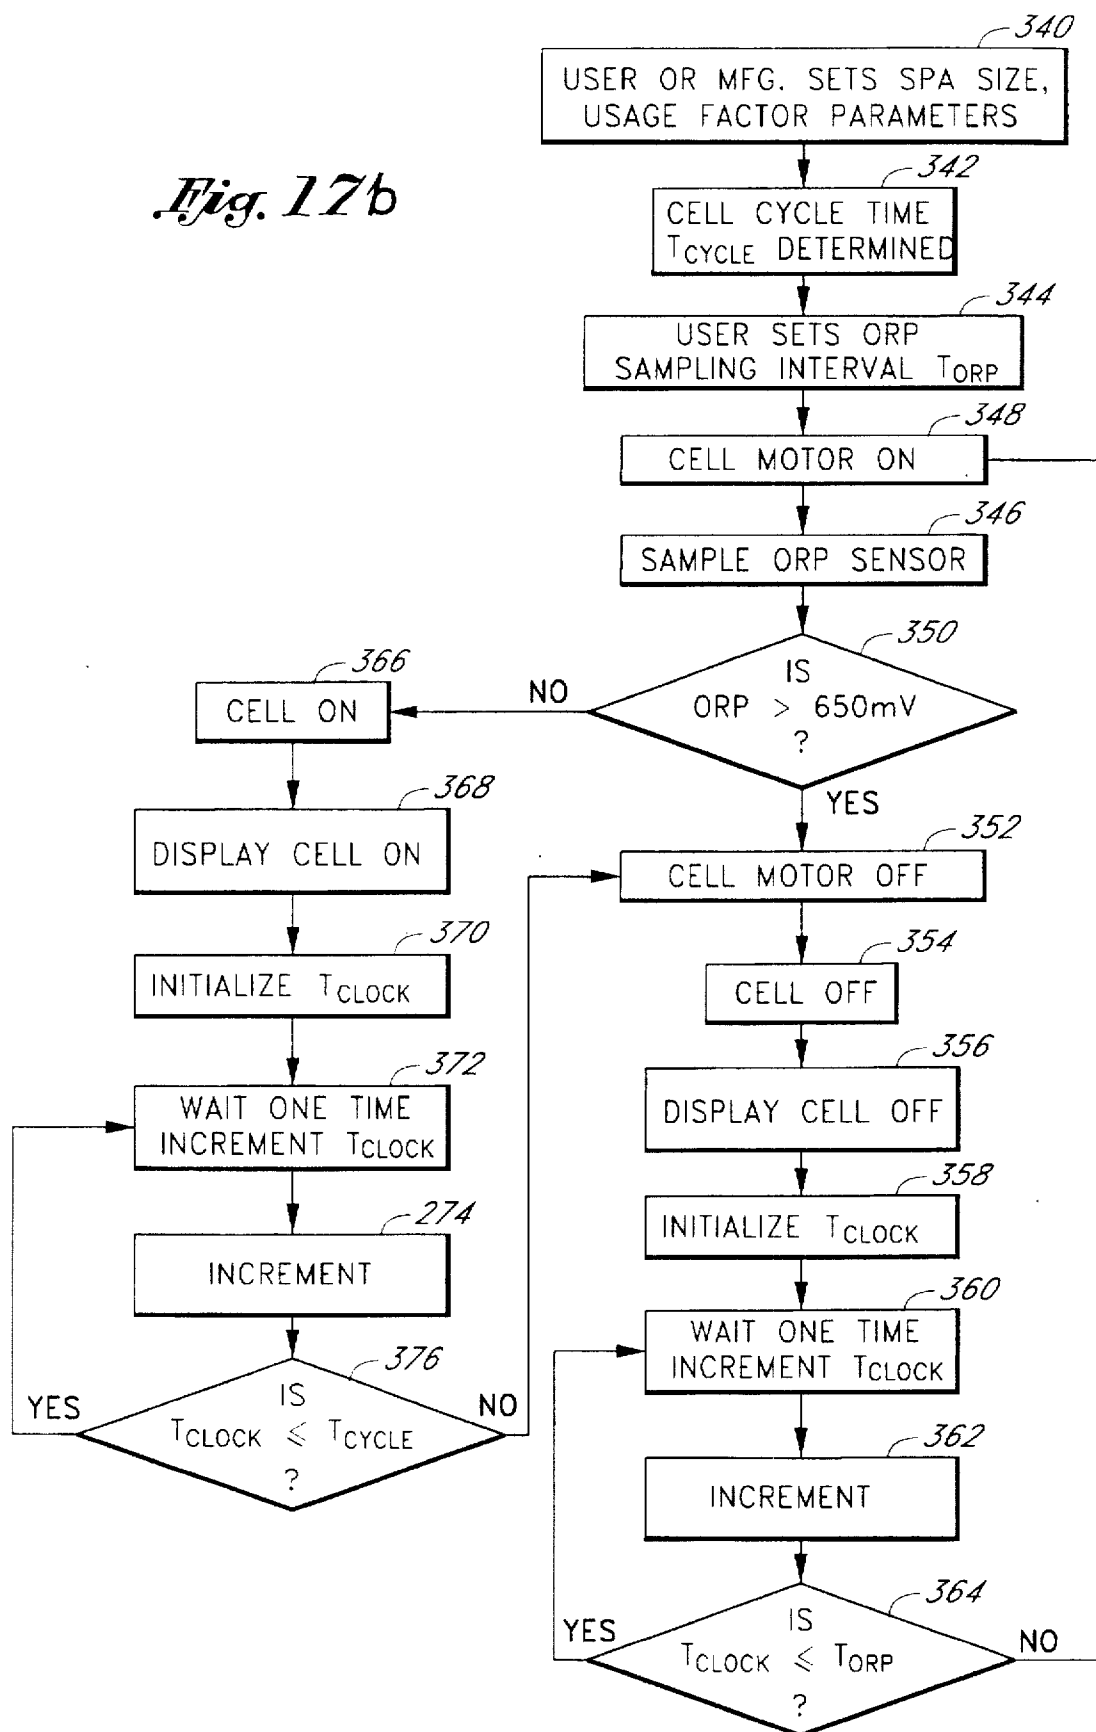 Fig. 17b
340
USER OR MFG. SETS SPA SIZE,
USAGE FACTOR PARAMETERS
342
CELL CYCLE TIME
TCYCLE DETERMINED
344
USER SETS ORP
SAMPLING INTERVAL TORP
348
CELL MOTOR ON
346
SAMPLE ORP SENSOR
350
IS
ORP > 650mV
?
NO
YES
366
CELL ON
368
DISPLAY CELL ON
370
INITIALIZE TCLOCK
372
WAIT ONE TIME
INCREMENT TCLOCK
274
INCREMENT
376
IS
TCLOCK ≤ TCYCLE
?
YES
NO
352
CELL MOTOR OFF
354
CELL OFF
356
DISPLAY CELL OFF
358
INITIALIZE TCLOCK
360
WAIT ONE TIME
INCREMENT TCLOCK
362
INCREMENT
364
IS
TCLOCK ≤ TORP
?
YES
NO